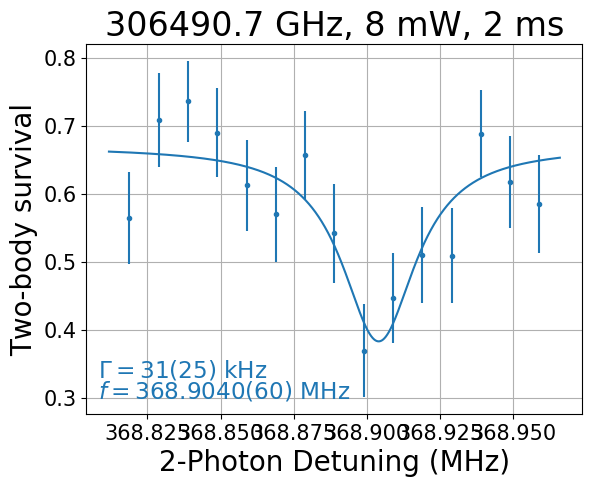 306490.7 GHz, 8 mW, 2 ms
Two-body survival
0.8
0.7
0.6
0.5
0.4
0.3
Γ = 31(25) kHz
f = 368.9040(60) MHz
368.825 368.850 368.875 368.900 368.925 368.950
2-Photon Detuning (MHz)